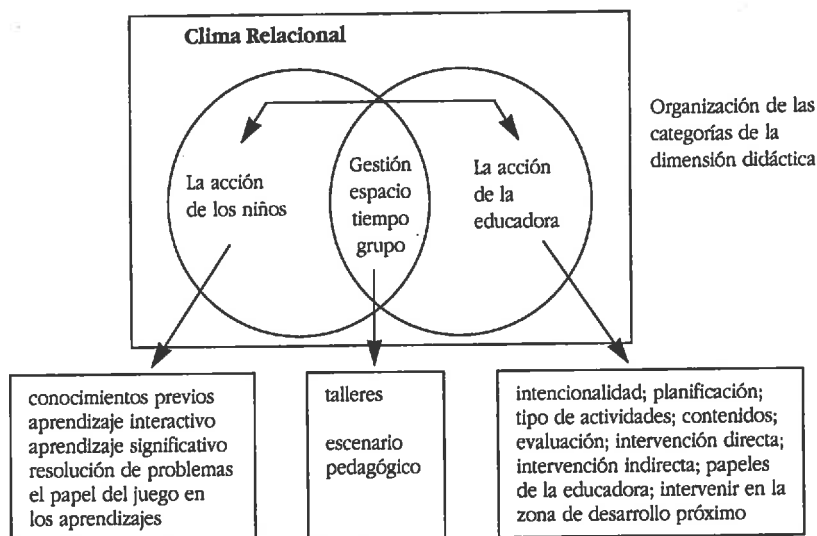 Clima Relacional
Organización de las
categorías de la
dimensión didáctica
La acción
de los niños
Gestión
espacio
tiempo
grupo
La acción
de la
educadora
conocimientos previos
aprendizaje interactivo
aprendizaje significativo
resolución de problemas
el papel del juego en
los aprendizajes
talleres
escenario
pedagógico
intencionalidad; planificación;
tipo de actividades; contenidos;
evaluación; intervención directa;
intervención indirecta; papeles
de la educadora; intervenir en la
zona de desarrollo próximo